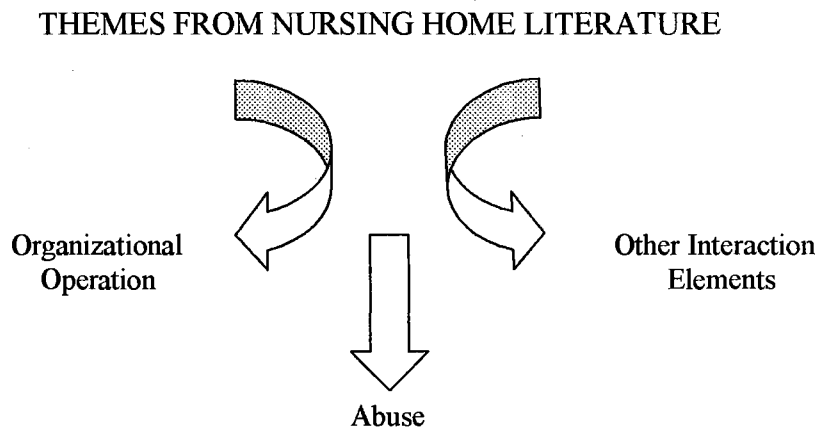 THEMES FROM NURSING HOME LITERATURE
Organizational
Operation
Other Interaction
Elements
Abuse